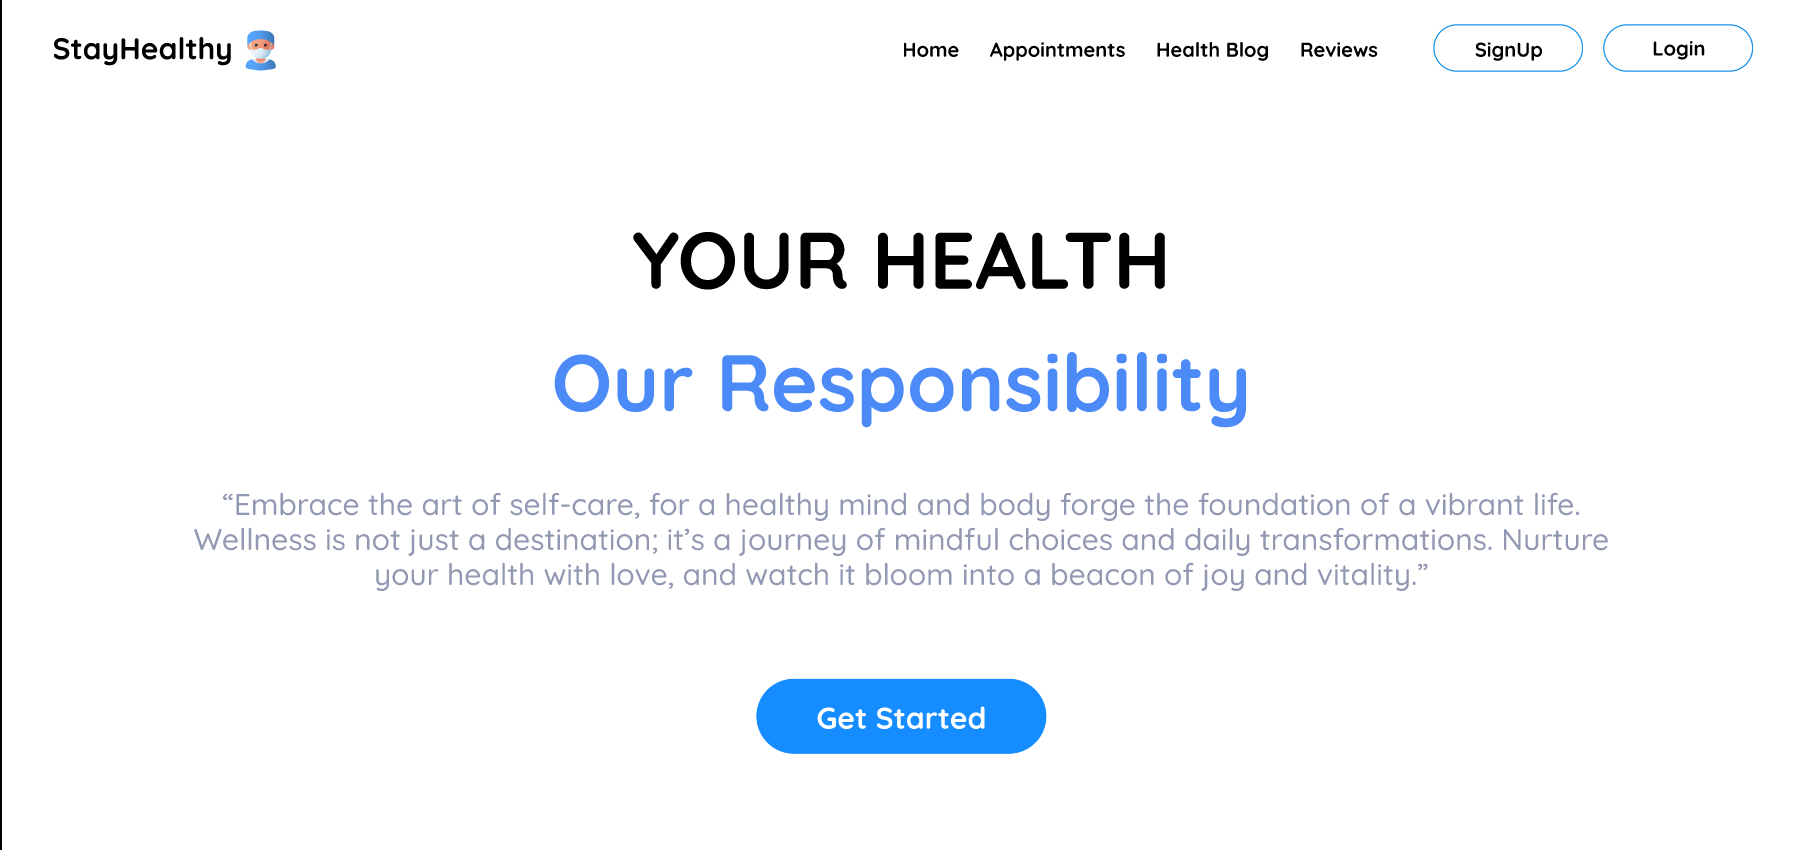 StayHealthy
Home Appointments Health Blog Reviews SignUp Login
YOUR HEALTH
Our Responsibility
“Embrace the art of self-care, for a healthy mind and body forge the foundation of a vibrant life.
Wellness is not just a destination; it’s a journey of mindful choices and daily transformations. Nurture
your health with love, and watch it bloom into a beacon of joy and vitality.”
Get Started